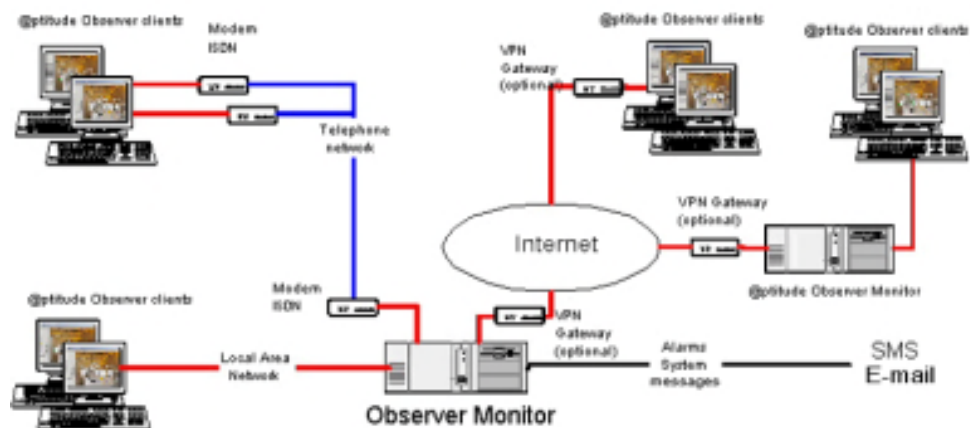 @ptitude Observer clients
Modem
ISDN
@ptitude Observer clients
@ptitude Observer clients
VPN
Gateway
(optional)
Telephone
network
VPN Gateway
(optional)
Internet
@ptitude Observer clients
Modem
ISDN
@ptitude Observer Monitor
VPN
Gateway
(optional)
Local Area
Network
Alarms
System
messages
SMS
E-mail
Observer Monitor